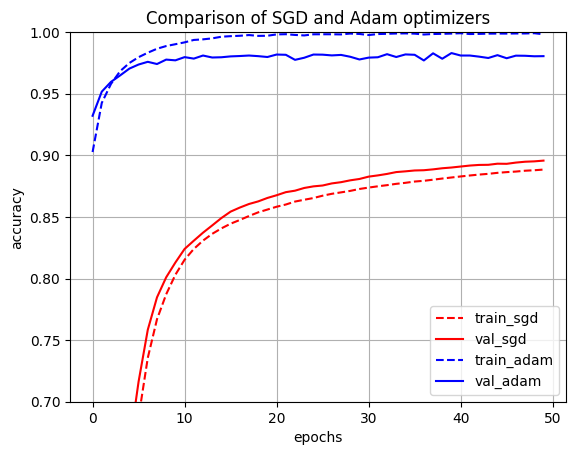 Comparison of SGD and Adam optimizers
1.00
0.95
0.90
0.85
0.80
0.75
0.70
accuracy
0
10
20
30
40
50
epochs
train_sgd
val_sgd
train_adam
val_adam